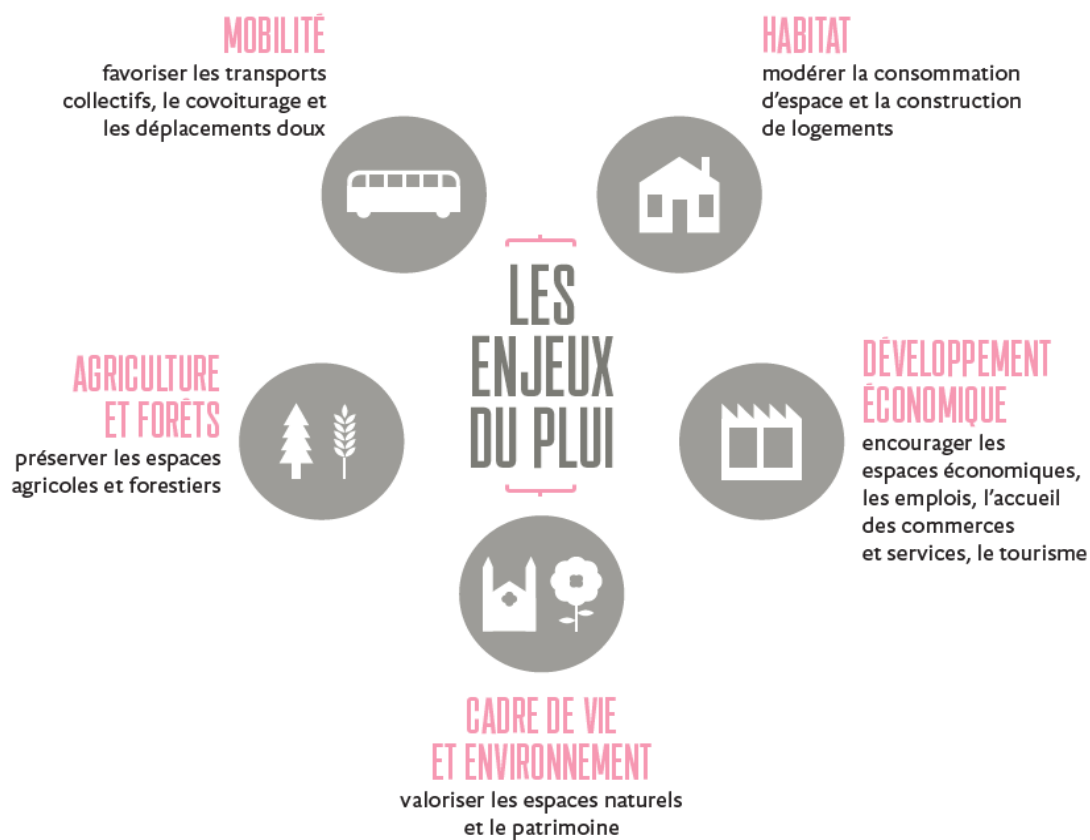 MOBILITÉ
favoriser les transports
collectifs, le covoiturage et
les déplacements doux
HABITAT
modérer la consommation
d'espace et la construction
de logements
LES
ENJEUX
DU PLUI
AGRICULTURE
ET FORÊTS
préserver les espaces
agricoles et forestiers
DÉVELOPPEMENT
ÉCONOMIQUE
encourager les
espaces économiques,
les emplois, l'accueil
des commerces
et services, le tourisme
CADRE DE VIE
ET ENVIRONNEMENT
valoriser les espaces naturels
et le patrimoine